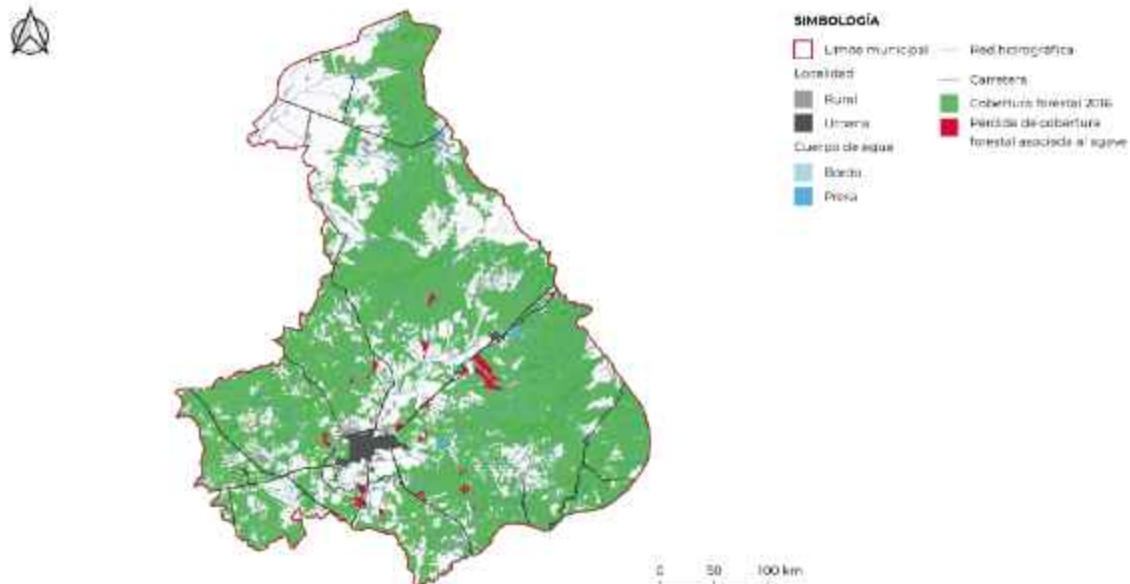 SIMBOLOGÍA
Límite municipal
Red hidrográfica
Localidad
Carretera
Rural
Cobertura forestal 2016
Urbana
Pérdida de cobertura
forestal asociada al agave
Cuerpo de agua
Bordo
Presa
0 50 100 km